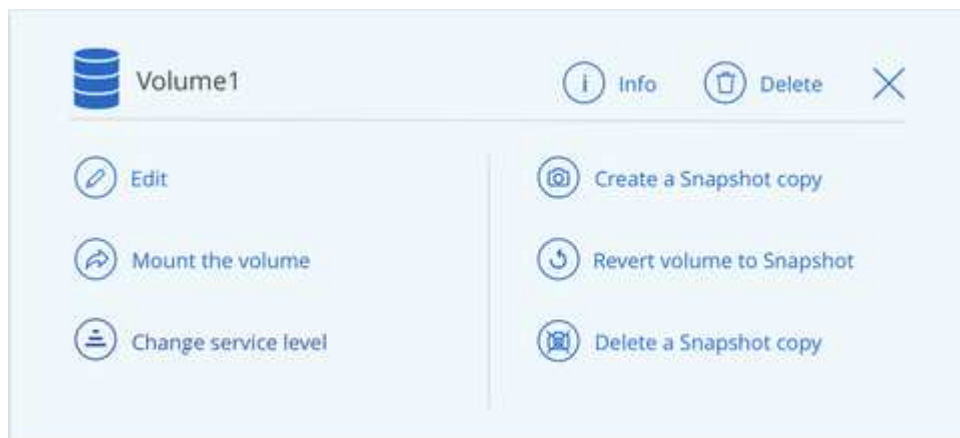 Volume1
Info
Delete
Edit
Mount the volume
Change service level
Create a Snapshot copy
Revert volume to Snapshot
Delete a Snapshot copy